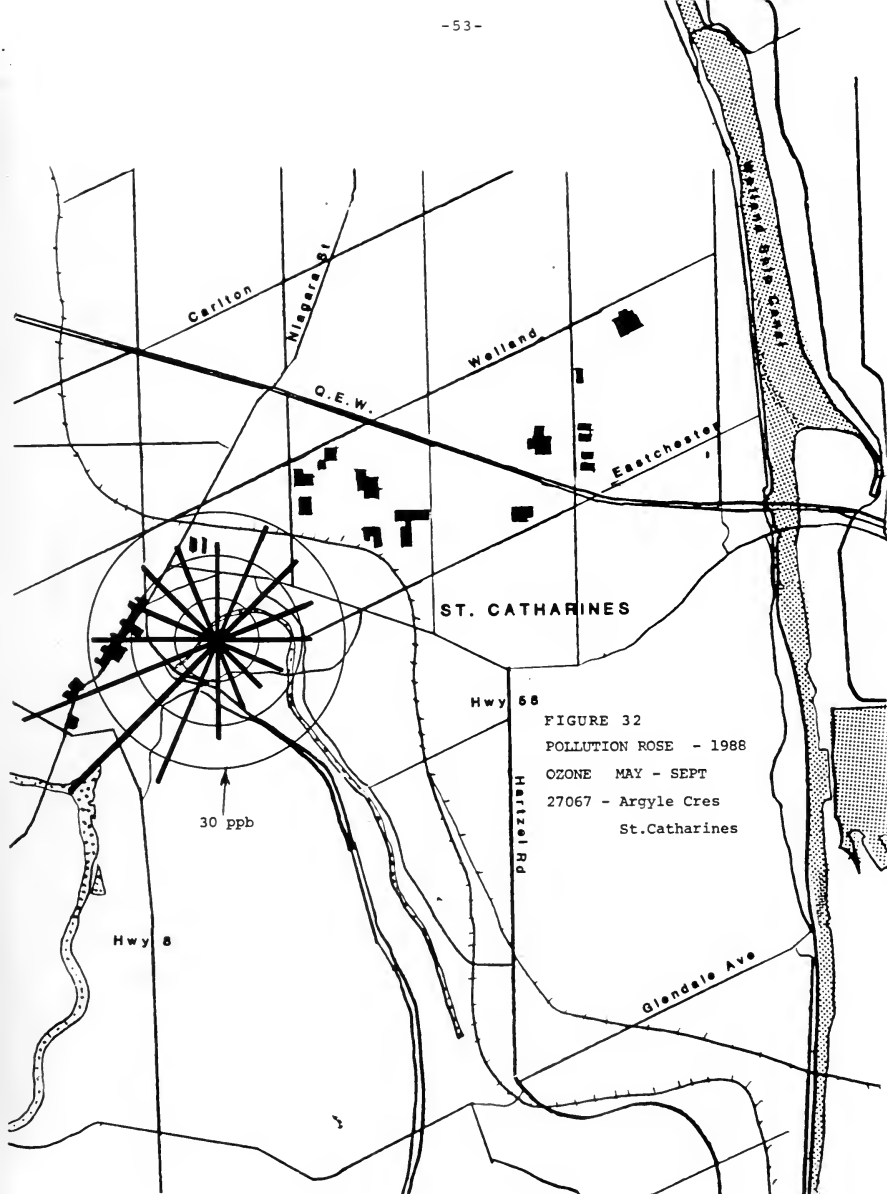 -53-
Welland Ship Canal
Carlton
Niagara St
Welland
Q.E.W.
Eastchester
ST. CATHARINES
Hwy 58
FIGURE 32
POLLUTION ROSE - 1988
OZONE MAY - SEPT
27067 - Argyle Cres
St.Catharines
Hartzel Rd
30 ppb
Hwy 8
Glendale Ave